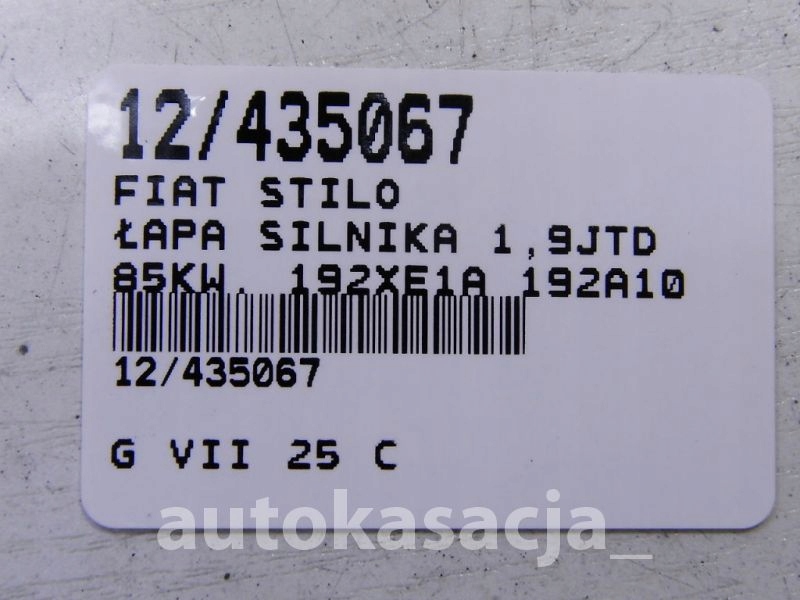 12/435067
FIAT STILO
ŁAPA SILNIKA 1,9JTD
85KW. 192XE1A 192A10
12/435067
G VII 25 C
autokasacja_